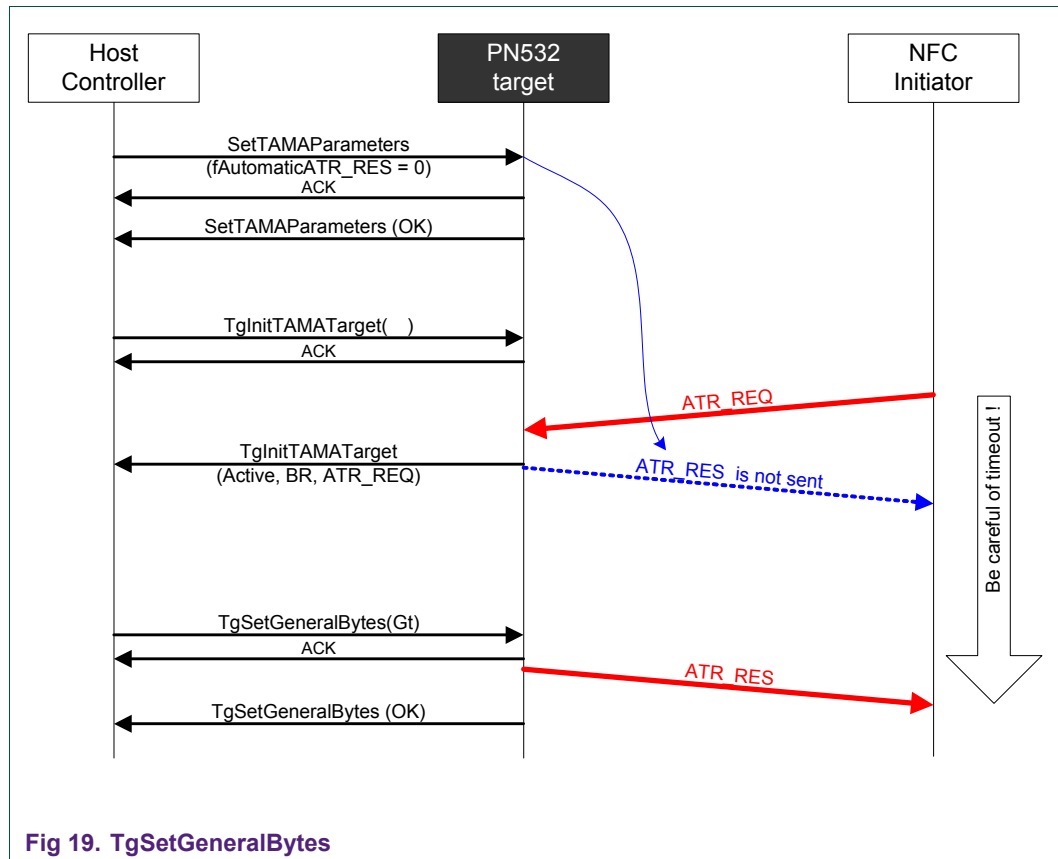 Host
Controller
PN532
target
NFC
Initiator
SetTAMAParameters
(fAutomaticATR_RES = 0)
ACK
SetTAMAParameters (OK)
TgInitTAMATarget( )
ACK
ATR_REQ
TgInitTAMATarget
(Active, BR, ATR_REQ)
ATR_RES is not sent
Be careful of timeout !
TgSetGeneralBytes(Gt)
ACK
ATR_RES
TgSetGeneralBytes (OK)
Fig 19. TgSetGeneralBytes